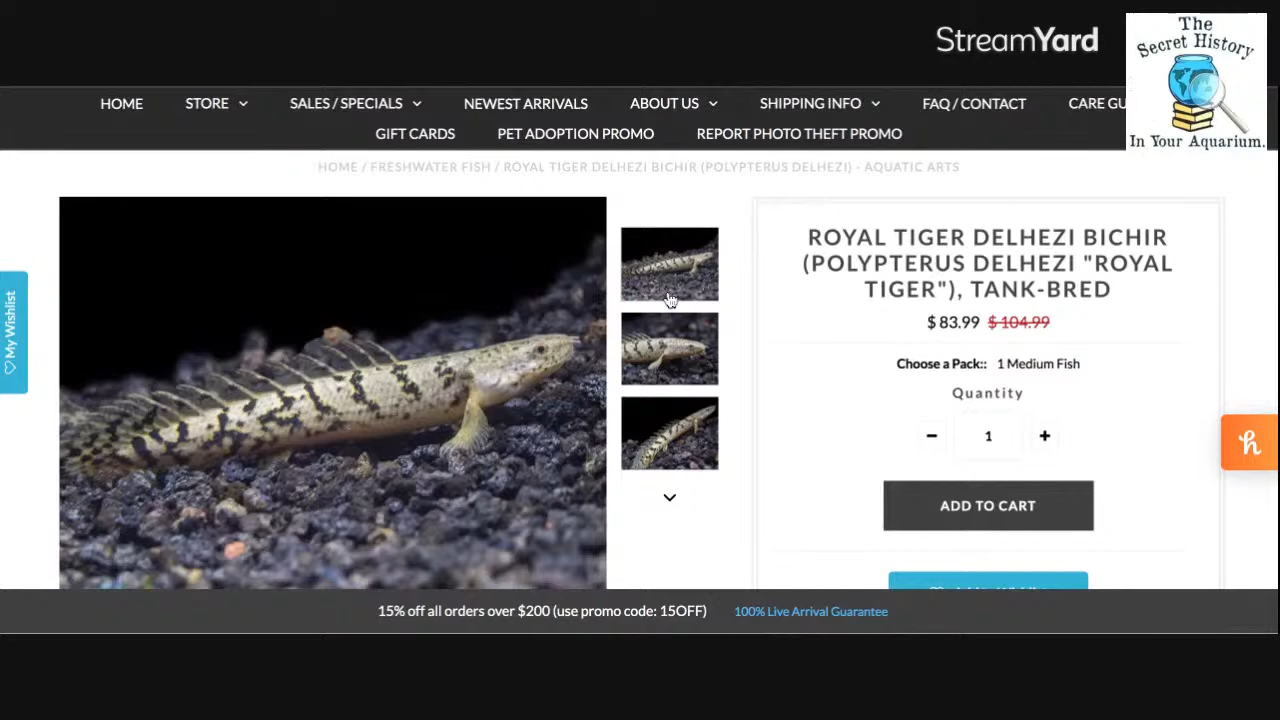 StreamYard
The
Secret History
In Your Aquarium.
HOME STORE SALES / SPECIALS NEWEST ARRIVALS ABOUT US SHIPPING INFO FAQ / CONTACT CARE GU
GIFT CARDS PET ADOPTION PROMO REPORT PHOTO THEFT PROMO
HOME / FRESHWATER FISH / ROYAL TIGER DELHEZI BICHIR (POLYPTERUS DELHEZI) - AQUATIC ARTS
My Wishlist
ROYAL TIGER DELHEZI BICHIR
(POLYPTERUS DELHEZI "ROYAL
TIGER"), TANK-BRED
$ 83.99 $ 104.99
Choose a Pack:: 1 Medium Fish
Quantity
− 1 +
h
ADD TO CART
15% off all orders over $200 (use promo code: 15OFF) 100% Live Arrival Guarantee